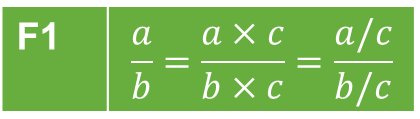 F1 a/b = a × c / b × c = a/c / b/c